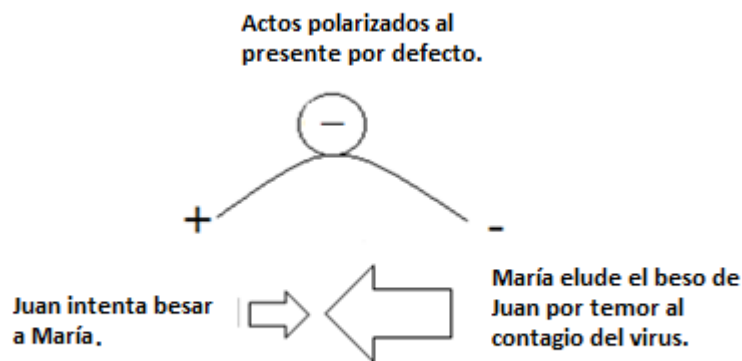 Actos polarizados al
presente por defecto.
—
+
-
Juan intenta besar
a María.
María elude el beso de
Juan por temor al
contagio del virus.